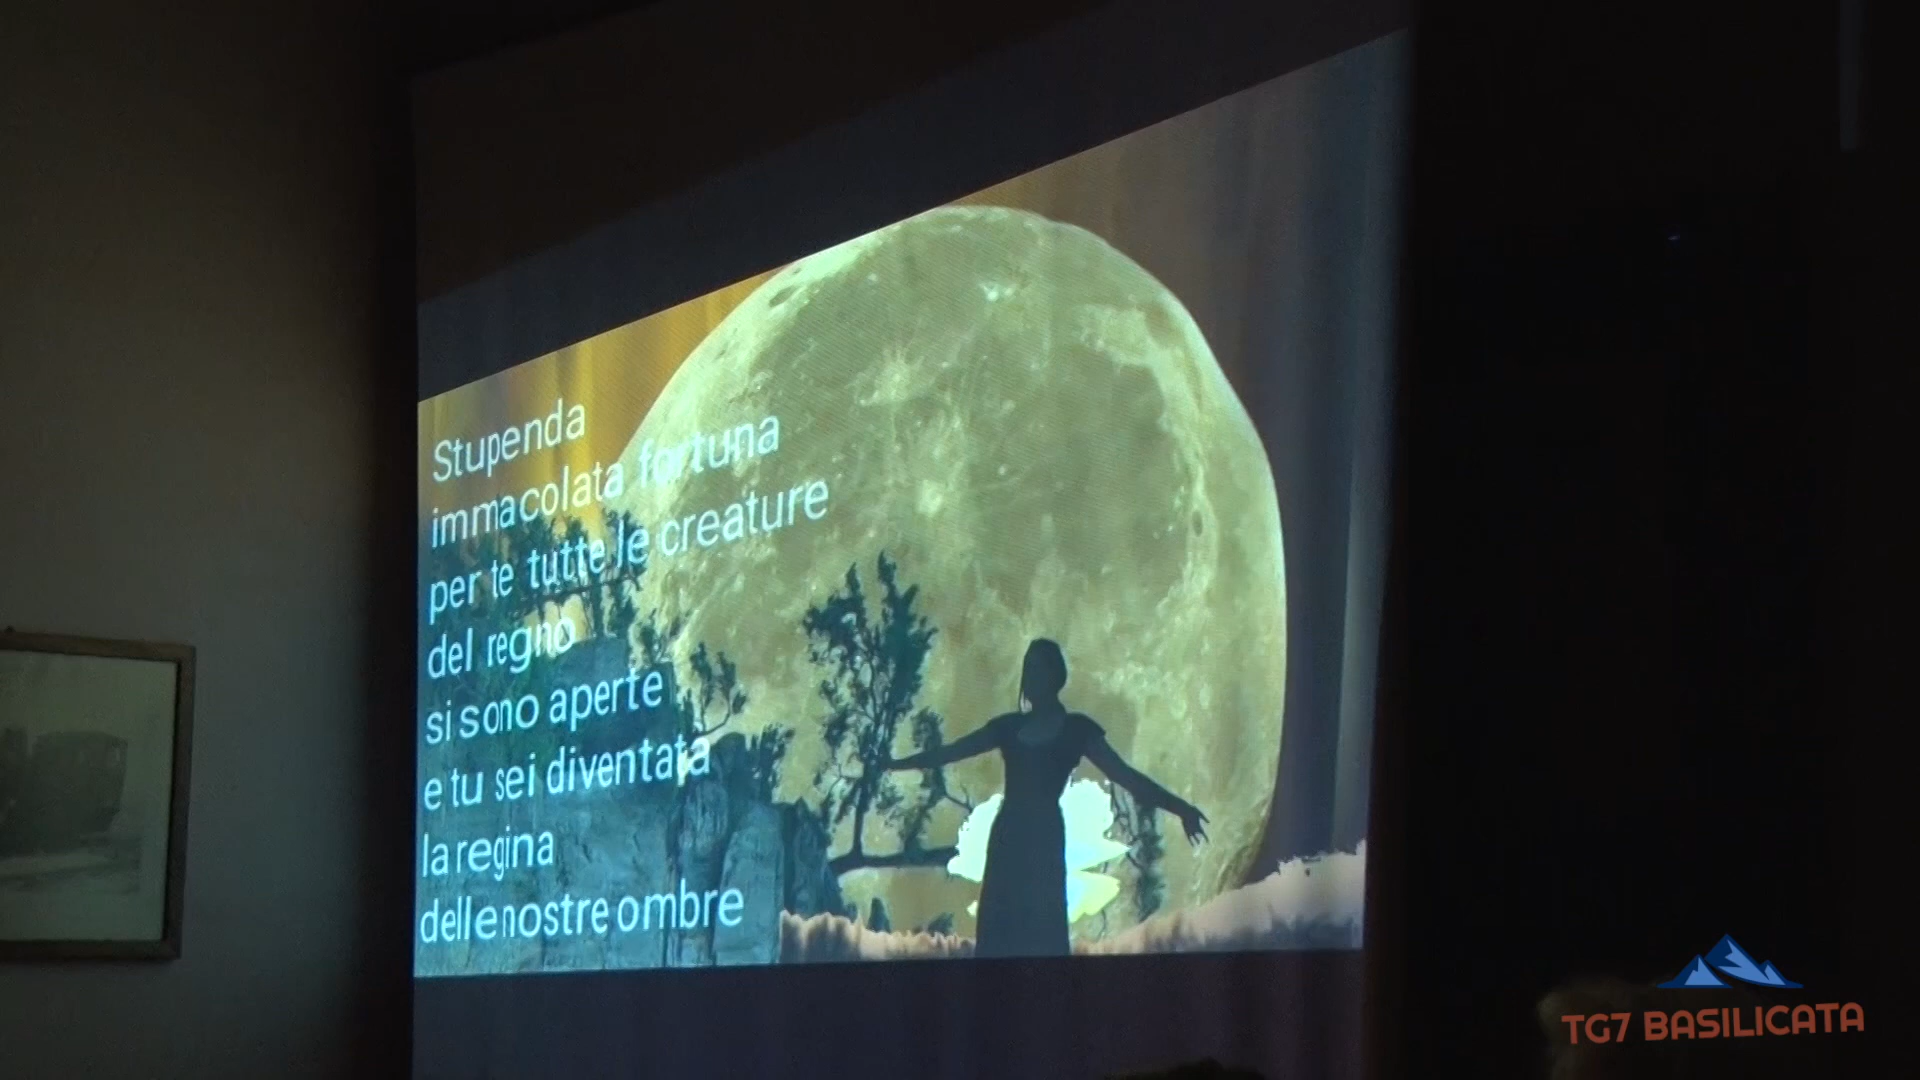 Stupenda
immacolata fortuna
per te tutte le creature
del regno
si sono aperte
e tu sei diventata
la regina
delle nostre ombre
TG7 BASILICATA